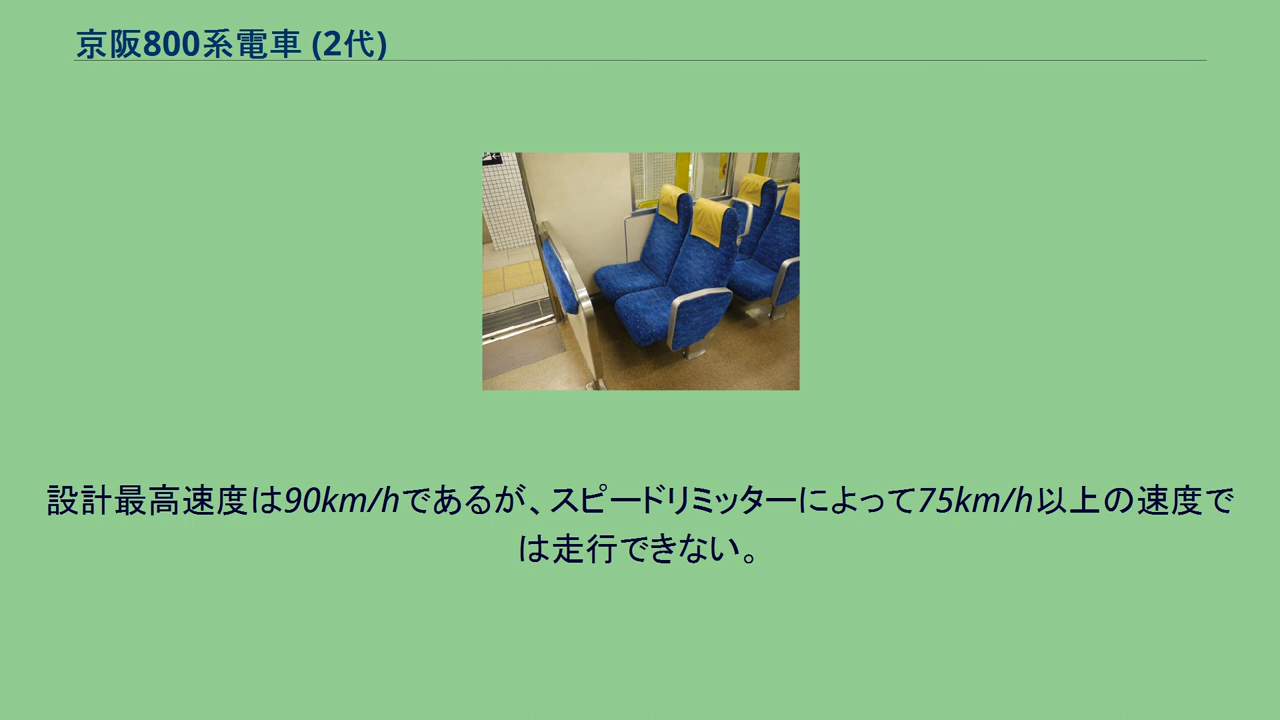 京阪800系電車 (2代)
設計最高速度は90km/hであるが、スピードリミッターによって75km/h以上の速度で
は走行できない。